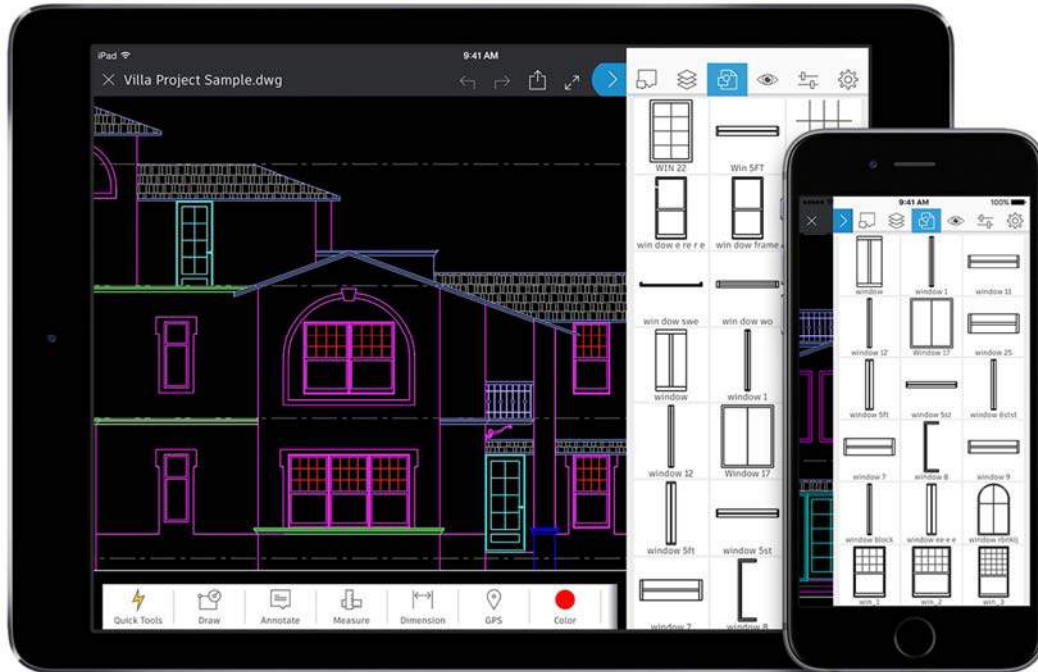 iPad
9:41 AM
Villa Project Sample.dwg
WIN 22
Win 5FT
win dow e re r e
win dow frame
win dow swe
win dow wo
window
window 1
window 12
Window 17
window 5ft
window 5st
window 7
window 8
Quick Tools
Draw
Annotate
Measure
Dimension
GPS
Color
9:41 AM
100%
window
window 1
window 13
window 12
Window 17
window 25
window 5ft
window 5st
window 6stst
window 7
window 8
window 9
window block
window ee e e
window rbnkij
win_1
win_2
win_3